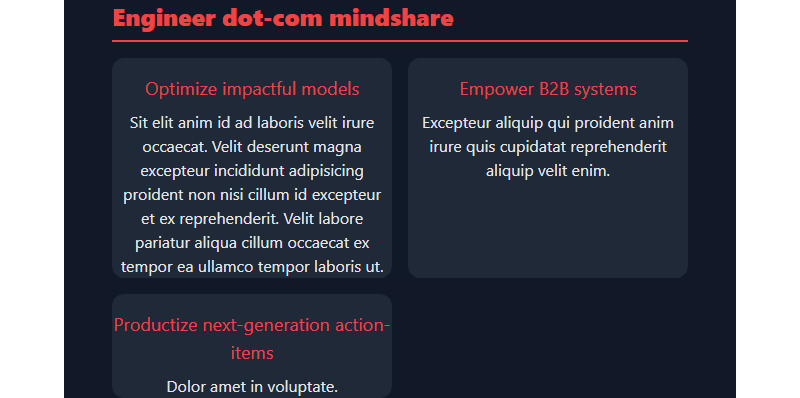 Engineer dot-com mindshare
Optimize impactful models
Sit elit anim id ad laboris velit irure
occaecat. Velit deserunt magna
excepteur incididunt adipisicing
proident non nisi cillum id excepteur
et ex reprehenderit. Velit labore
pariatur aliqua cillum occaecat ex
tempor ea ullamco tempor laboris ut.
Empower B2B systems
Excepteur aliquip qui proident anim
irure quis cupidatat reprehenderit
aliquip velit enim.
Productize next-generation action-
items
Dolor amet in voluptate.